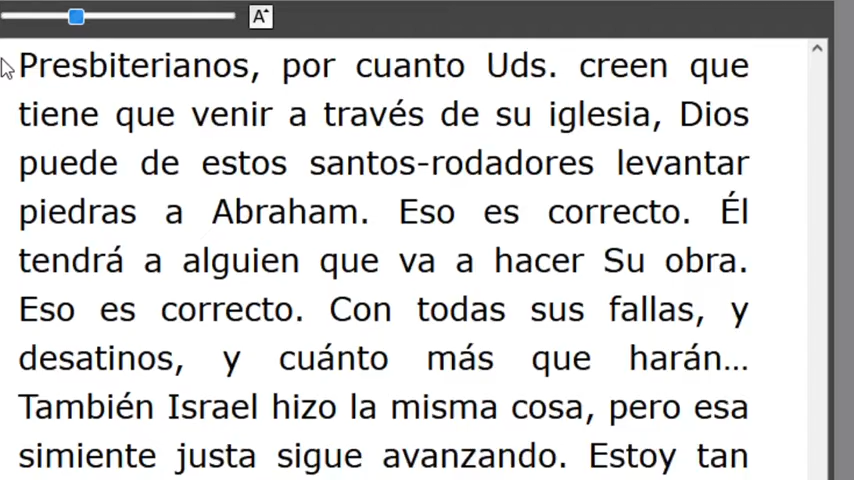 A
Presbiterianos, por cuanto Uds. creen que
tiene que venir a través de su iglesia, Dios
puede de estos santos-rodadores levantar
piedras a Abraham. Eso es correcto. Él
tendrá a alguien que va a hacer Su obra.
Eso es correcto. Con todas sus fallas, y
desatinos, y cuánto más que harán...
También Israel hizo la misma cosa, pero esa
simiente justa sigue avanzando. Estoy tan